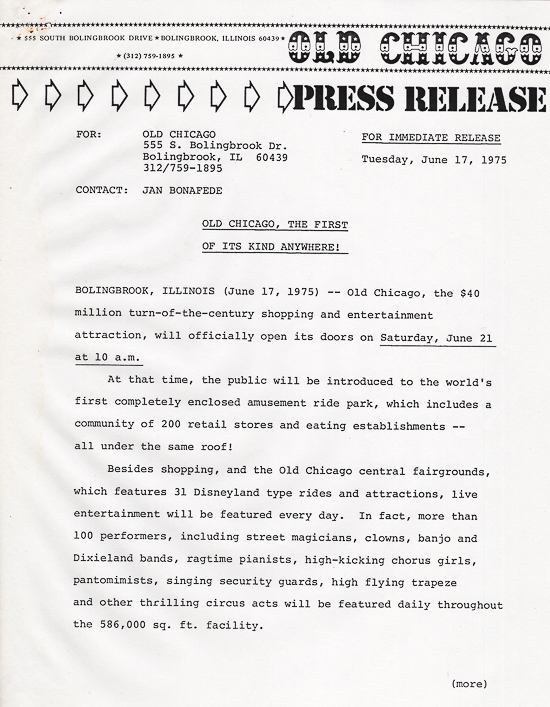 ★ 555 SOUTH BOLINGBROOK DRIVE ★ BOLINGBROOK, ILLINOIS 60439 ★
★ (312) 759-1895 ★
OLD CHICAGO
PRESS RELEASE
FOR: OLD CHICAGO
555 S. Bolingbrook Dr.
Bolingbrook, IL 60439
312/759-1895
FOR IMMEDIATE RELEASE
Tuesday, June 17, 1975
CONTACT: JAN BONAFEDE
OLD CHICAGO, THE FIRST
OF ITS KIND ANYWHERE!
BOLINGBROOK, ILLINOIS (June 17, 1975) -- Old Chicago, the $40
million turn-of-the-century shopping and entertainment
attraction, will officially open its doors on Saturday, June 21
at 10 a.m.
At that time, the public will be introduced to the world's
first completely enclosed amusement ride park, which includes a
community of 200 retail stores and eating establishments --
all under the same roof!
Besides shopping, and the Old Chicago central fairgrounds,
which features 31 Disneyland type rides and attractions, live
entertainment will be featured every day. In fact, more than
100 performers, including street magicians, clowns, banjo and
Dixieland bands, ragtime pianists, high-kicking chorus girls,
pantomimists, singing security guards, high flying trapeze
and other thrilling circus acts will be featured daily throughout
the 586,000 sq. ft. facility.
(more)